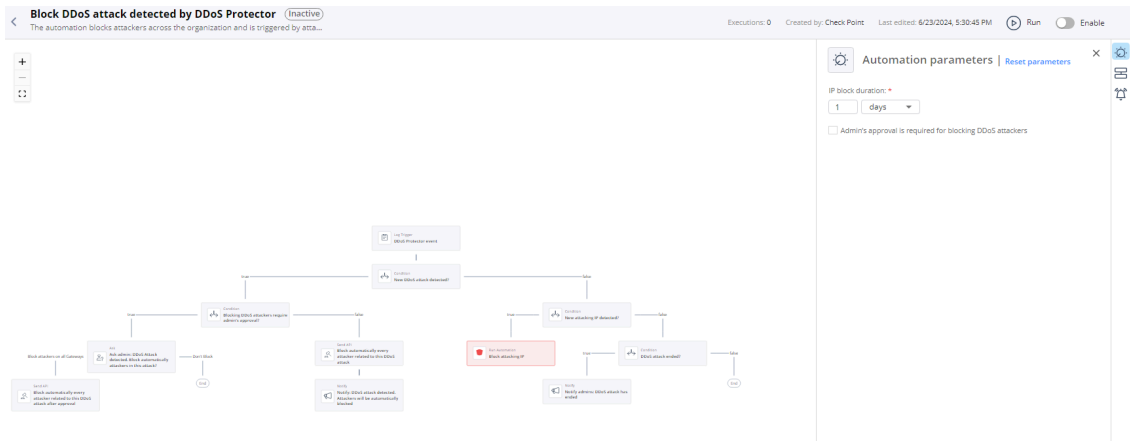 Block DDoS attack detected by DDoS Protector Inactive
The automation blocks attackers across the organization and is triggered by atta...
Executions: 0 Created by: Check Point Last edited: 6/23/2024, 5:30:45 PM Run Enable
Automation parameters | Reset parameters
IP block duration: *
1 days
Admin's approval is required for blocking DDoS attackers
Log Trigger
DDoS Protector event
Condition
New DDoS attack detected?
true
false
Condition
Blocking DDoS attackers require
admin's approval?
Condition
New attacking IP detected?
true
false
true
false
Ask
Ask admin: DDoS Attack
detected. Block automatically
attackers in this attack?
Send API
Block automatically every
attacker related to this DDoS
attack
Run Automation
Block attacking IP
Condition
DDoS attack ended?
Block attackers on all Gateways
Don't Block
true
false
Send API
Block automatically every
attacker related to this DDoS
attack after approval
End
Notify
Notify: DDoS attack detected.
Attackers will be automatically
blocked
Notify
Notify admins: DDoS attack has
ended
End